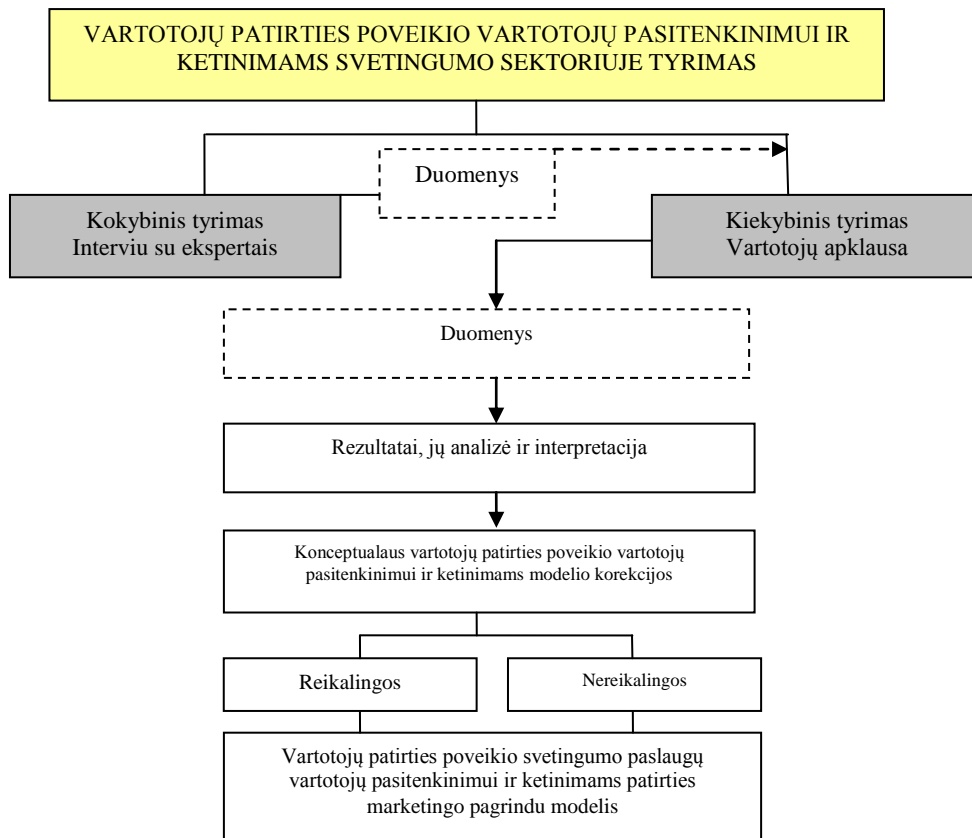 VARTOTOJŲ PATIRTIES POVEIKIO VARTOTOJŲ PASITENKINIMUI IR
KETINIMAMS SVETINGUMO SEKTORIUJE TYRIMAS
Duomenys
Kokybinis tyrimas
Interviu su ekspertais
Kiekybinis tyrimas
Vartotojų apklausa
Duomenys
Rezultatai, jų analizė ir interpretacija
Konceptualaus vartotojų patirties poveikio vartotojų
pasitenkinimui ir ketinimams modelio korekcijos
Reikalingos
Nereikalingos
Vartotojų patirties poveikio svetingumo paslaugų
vartotojų pasitenkinimui ir ketinimams patirties
marketingo pagrindu modelis